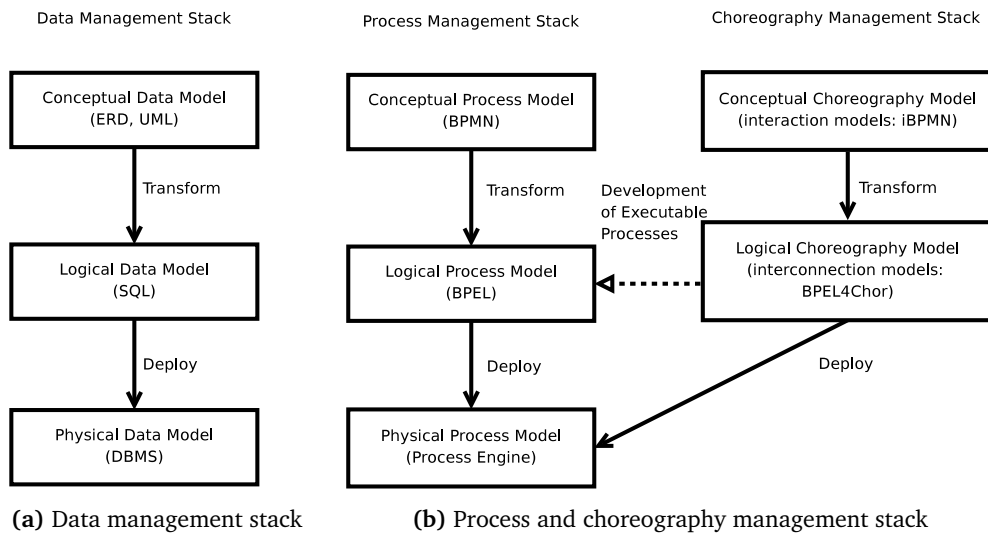 Data Management Stack
Conceptual Data Model
(ERD, UML)
Transform
Logical Data Model
(SQL)
Deploy
Physical Data Model
(DBMS)
(a) Data management stack
Process Management Stack
Conceptual Process Model
(BPMN)
Transform
Logical Process Model
(BPEL)
Deploy
Physical Process Model
(Process Engine)
Development
of Executable
Processes
Choreography Management Stack
Conceptual Choreography Model
(interaction models: iBPMN)
Transform
Logical Choreography Model
(interconnection models:
BPEL4Chor)
Deploy
(b) Process and choreography management stack